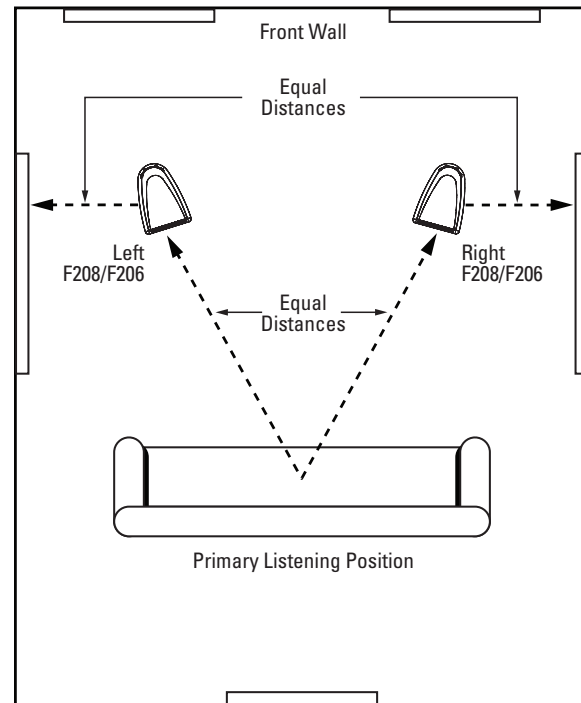 Front Wall
Equal
Distances
Left
F208/F206
Right
F208/F206
Equal
Distances
Primary Listening Position